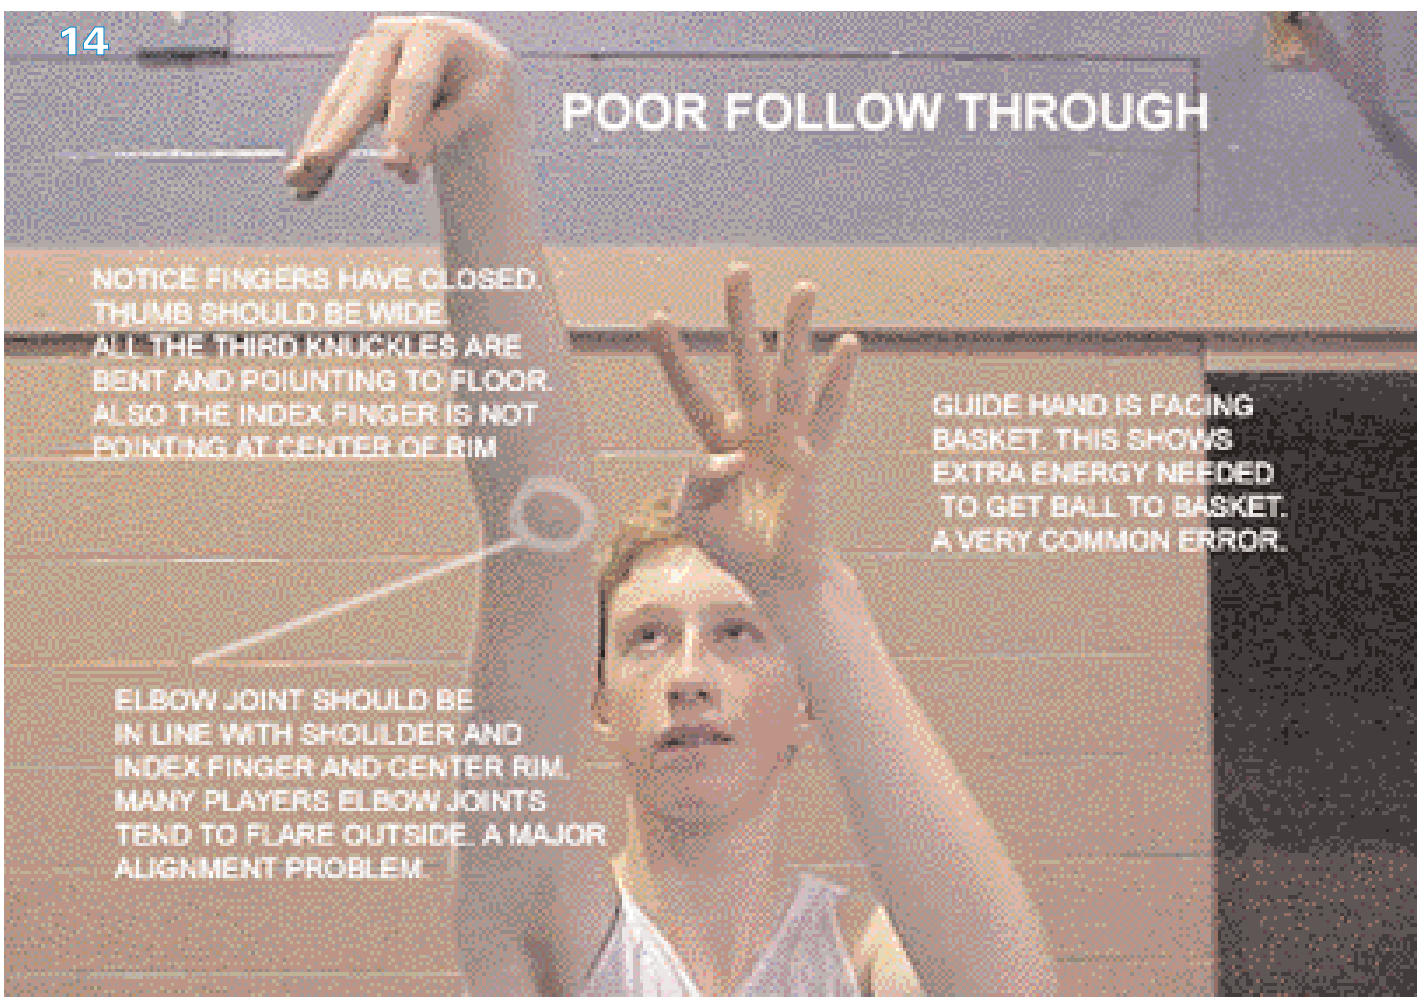 14
POOR FOLLOW THROUGH
NOTICE FINGERS HAVE CLOSED.
THUMB SHOULD BE WIDE.
ALL THE THIRD KNUCKLES ARE
BENT AND POIUNTING TO FLOOR.
ALSO THE INDEX FINGER IS NOT
POINTING AT CENTER OF RIM
GUIDE HAND IS FACING
BASKET. THIS SHOWS
EXTRA ENERGY NEEDED
TO GET BALL TO BASKET.
A VERY COMMON ERROR.
ELBOW JOINT SHOULD BE
IN LINE WITH SHOULDER AND
INDEX FINGER AND CENTER RIM.
MANY PLAYERS ELBOW JOINTS
TEND TO FLARE OUTSIDE. A MAJOR
ALIGNMENT PROBLEM.